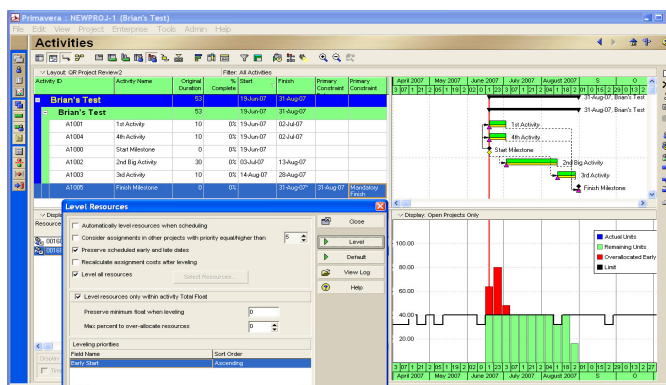 Primavera : NEWPROJ-1 (Brian's Test)
File Edit View Project Enterprise Tools Admin Help
Activities
Layout: QR Project Review2 Filter: All Activities
Activity ID Activity Name Original Duration % Complete Start Finish Primary Constraint Primary Constraint
April 2007 May 2007 June 2007 July 2007 August 2007 S O
Brian's Test 53 19-Jun-07 31-Aug-07
31-Aug-07, Brian's Test
Brian's Test 53 19-Jun-07 31-Aug-07
31-Aug-07, Brian's Test
A1001 1st Activity 10 0% 19-Jun-07 02-Jul-07
1st Activity
A1004 4th Activity 10 0% 19-Jun-07 02-Jul-07
4th Activity
A1000 Start Milestone 0 0% 19-Jun-07
Start Milestone
A1002 2nd Big Activity 30 0% 03-Jul-07 13-Aug-07
2nd Big Activity
A1003 3rd Activity 10 0% 14-Aug-07 28-Aug-07
3rd Activity
A1005 Finish Milestone 0 0% 31-Aug-07* 31-Aug-07 Mandatory Finish
Finish Milestone
Level Resources
Automatically level resources when scheduling
Consider assignments in other projects with priority equal/higher than 5
Preserve scheduled early and late dates
Recalculate assignment costs after leveling
Level all resources
Select Resources...
Level resources only within activity Total Float
Preserve minimum float when leveling 0
Max percent to over-allocate resources 0
Leveling priorities
Field Name Sort Order
Early Start Ascending
Close
Level
Default
View Log
Help
Display: Open Projects Only
Actual Units
Remaining Units
Overallocated Early
Limit
100.00
80.00
60.00
40.00
20.00
April 2007 May 2007 June 2007 July 2007 August 2007 S O